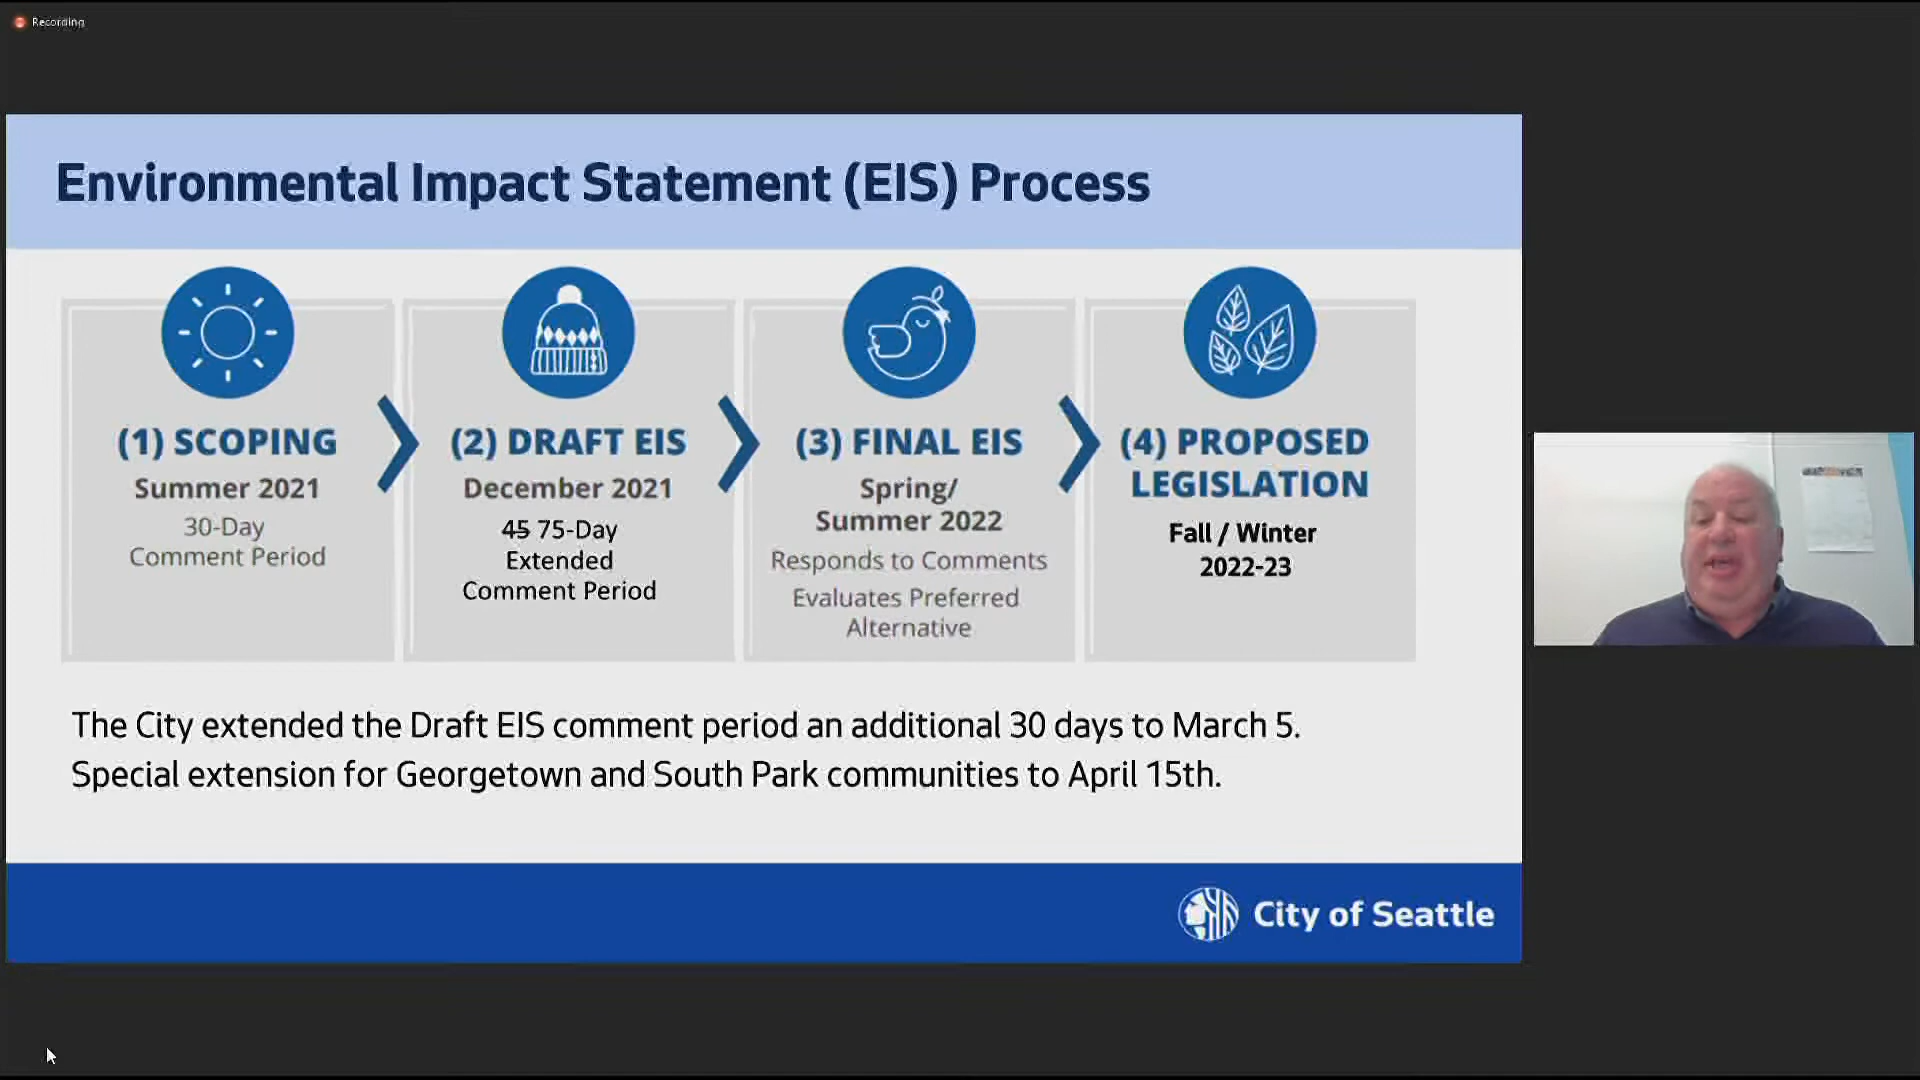 Recording
Environmental Impact Statement (EIS) Process
(1) SCOPING
Summer 2021
30-Day
Comment Period
(2) DRAFT EIS
December 2021
45 75-Day
Extended
Comment Period
(3) FINAL EIS
Spring/
Summer 2022
Responds to Comments
Evaluates Preferred
Alternative
(4) PROPOSED
LEGISLATION
Fall / Winter
2022-23
The City extended the Draft EIS comment period an additional 30 days to March 5.
Special extension for Georgetown and South Park communities to April 15th.
City of Seattle